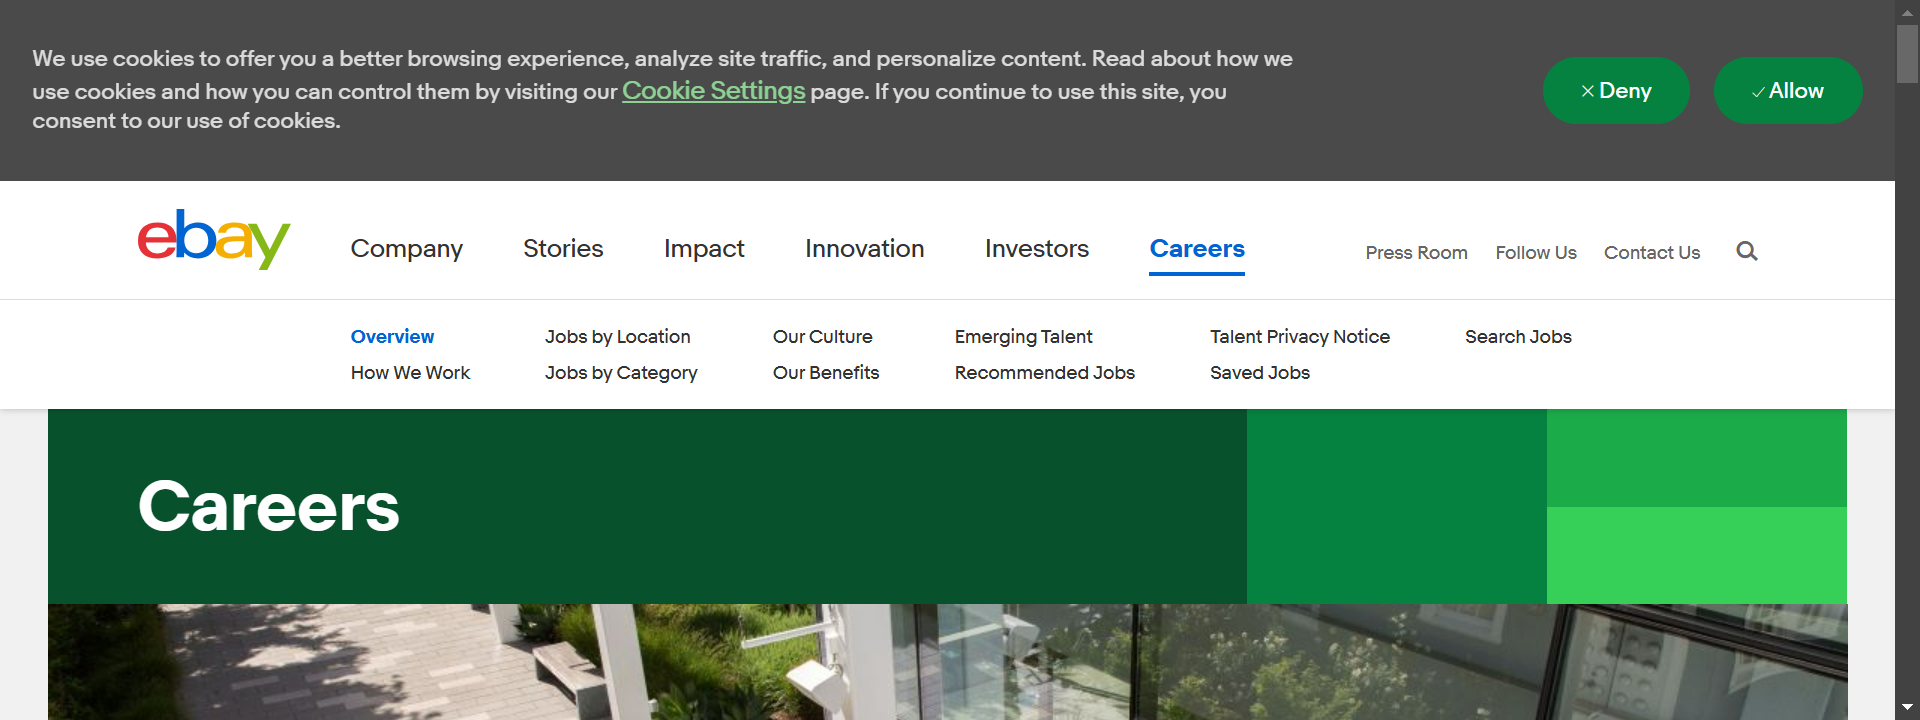 We use cookies to offer you a better browsing experience, analyze site traffic, and personalize content. Read about how we
use cookies and how you can control them by visiting our Cookie Settings page. If you continue to use this site, you
consent to our use of cookies.
Deny
Allow
ebay
Company
Stories
Impact
Innovation
Investors
Careers
Press Room
Follow Us
Contact Us
Overview
Jobs by Location
Our Culture
Emerging Talent
Talent Privacy Notice
Search Jobs
How We Work
Jobs by Category
Our Benefits
Recommended Jobs
Saved Jobs
Careers